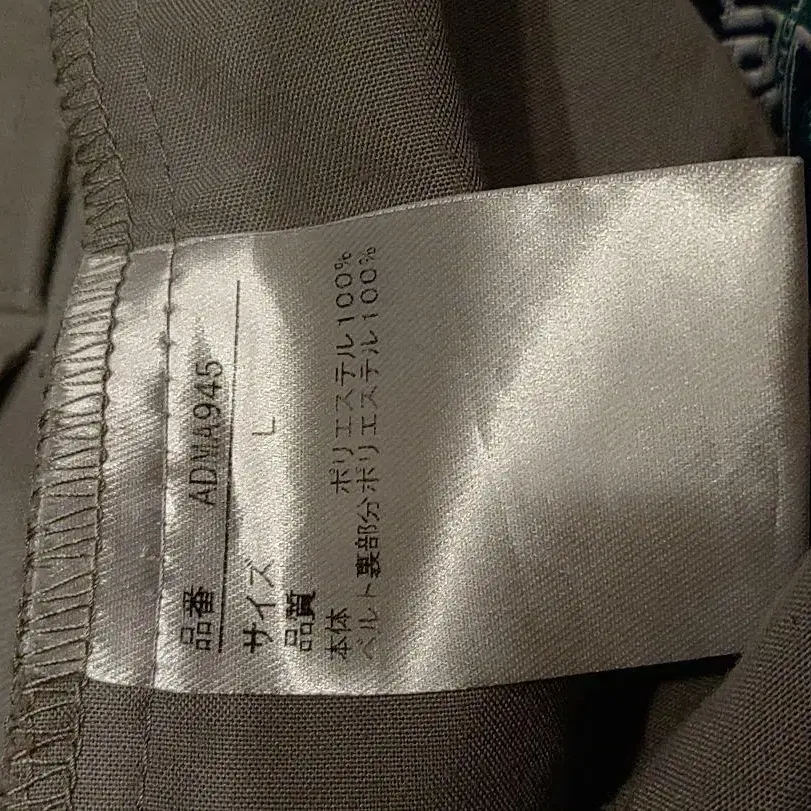 品番 ADMA945
サイズ L
品質
本体 ポリエステル100%
ベルト裏部分ポリエステル100%